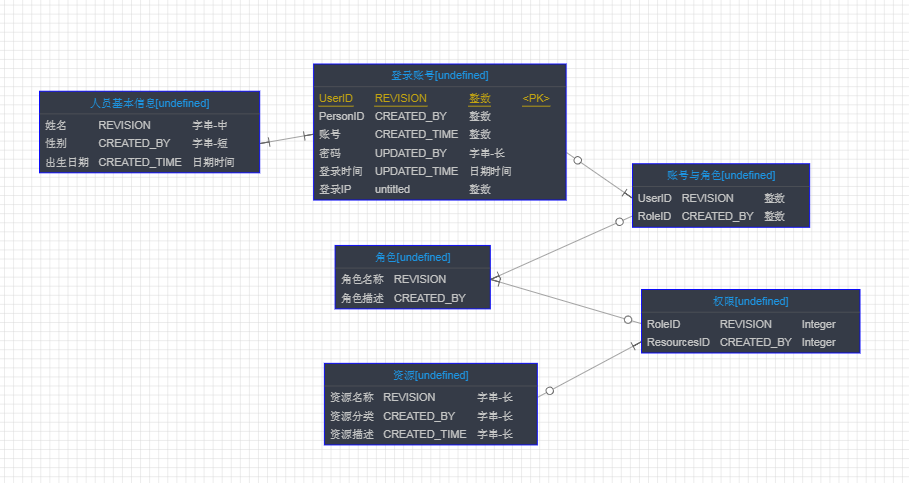 登录账号[undefined]
UserID REVISION 整数 <PK>
PersonID CREATED_BY 整数
账号 CREATED_TIME 整数
密码 UPDATED_BY 字串-长
登录时间 UPDATED_TIME 日期时间
登录IP untitled 整数
人员基本信息[undefined]
姓名 REVISION 字串-中
性别 CREATED_BY 字串-短
出生日期 CREATED_TIME 日期时间
账号与角色[undefined]
UserID REVISION 整数
RoleID CREATED_BY 整数
角色[undefined]
角色名称 REVISION
角色描述 CREATED_BY
权限[undefined]
RoleID REVISION Integer
ResourcesID CREATED_BY Integer
资源[undefined]
资源名称 REVISION 字串-长
资源分类 CREATED_BY 字串-长
资源描述 CREATED_TIME 字串-长